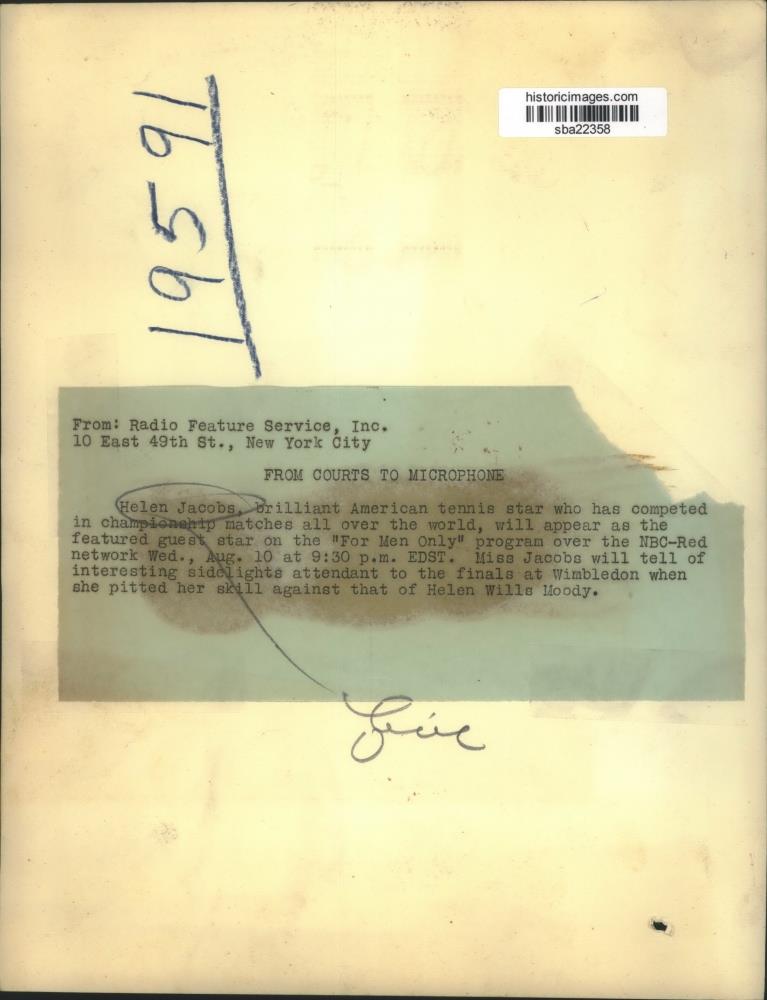 historicimages.com
sba22358
19591
From: Radio Feature Service, Inc.
10 East 49th St., New York City
FROM COURTS TO MICROPHONE
Helen Jacobs, brilliant American tennis star who has competed
in championship matches all over the world, will appear as the
featured guest star on the "For Men Only" program over the NBC-Red
network Wed., Aug. 10 at 9:30 p.m. EDST. Miss Jacobs will tell of
interesting sidelights attendant to the finals at Wimbledon when
she pitted her skill against that of Helen Wills Moody.